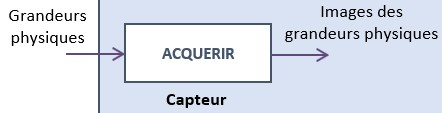 Grandeurs
physiques
ACQUERIR
Capteur
Images des
grandeurs physiques